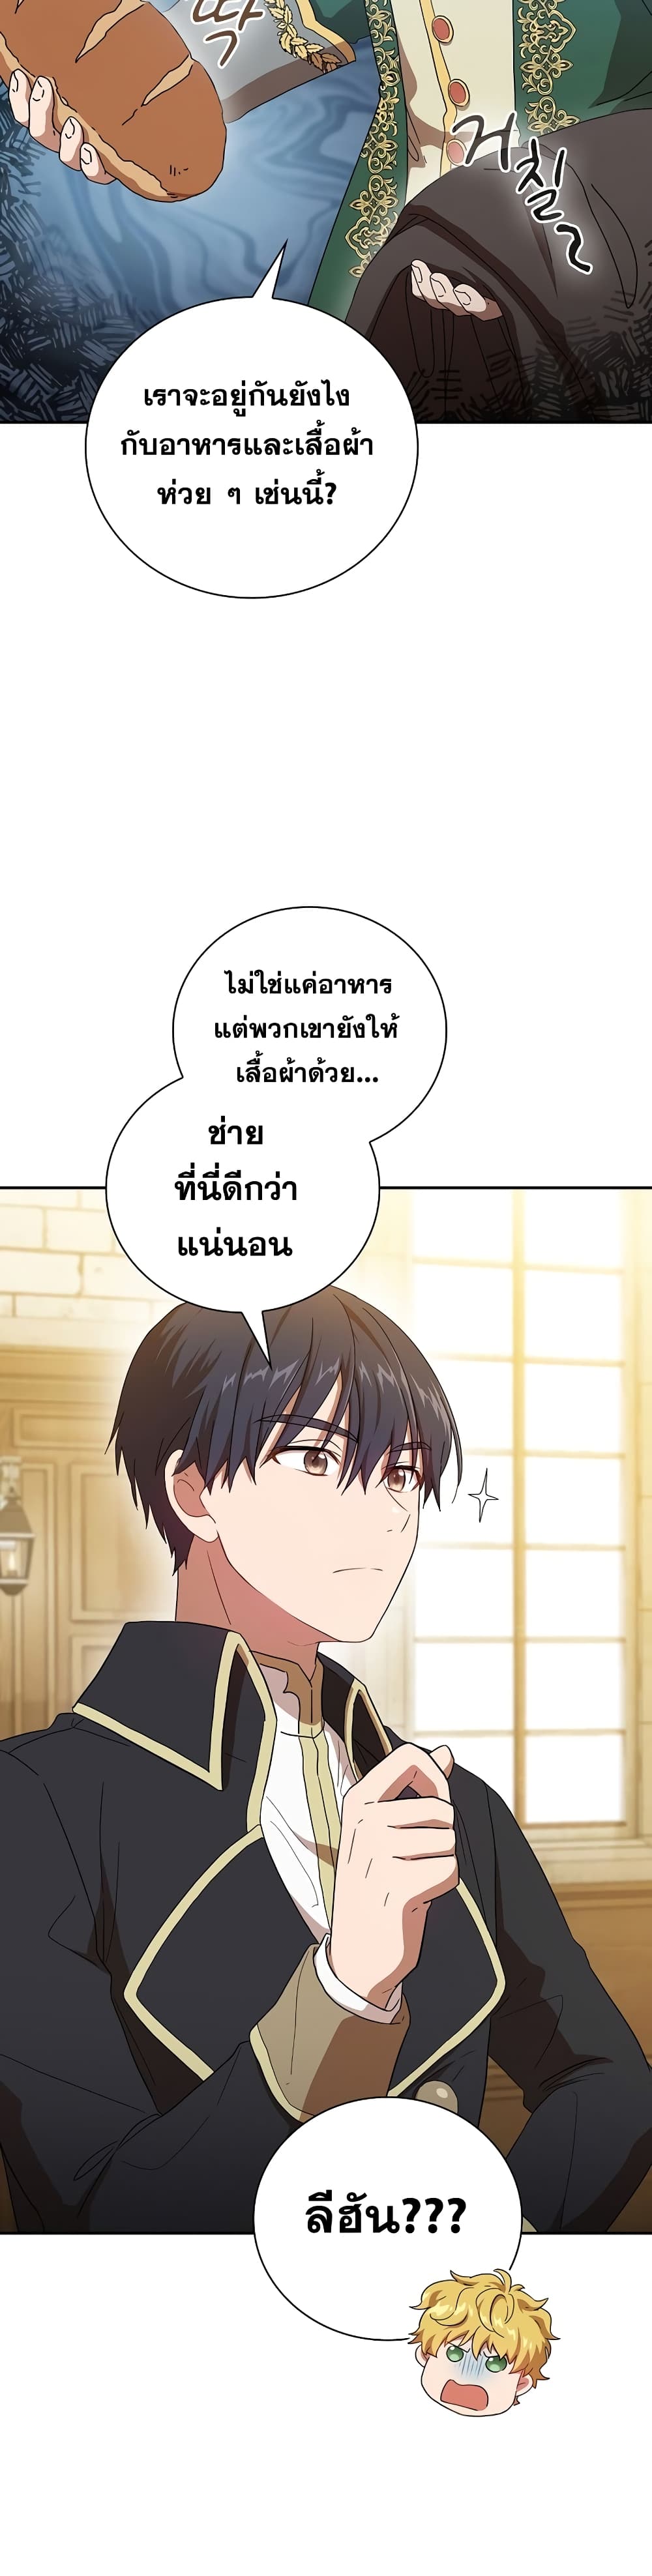 딱
거칠~
เราจะอยู่กันยังไง
กับอาหารและเสื้อผ้า
ห่วย ๆ เช่นนี้?
ไม่ใช่แค่อาหาร
แต่พวกเขายังให้
เสื้อผ้าด้วย...
ช่าย
ที่นี่ดีกว่า
แน่นอน
ลีฮัน???